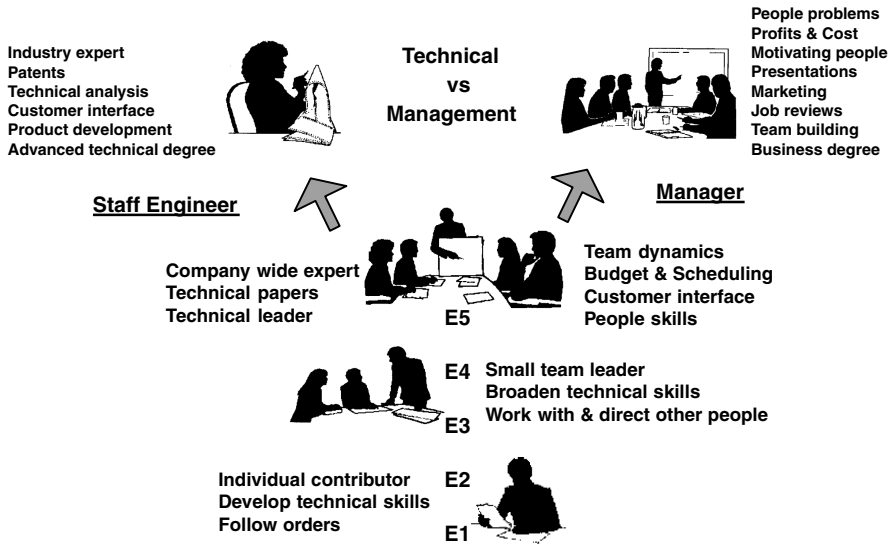 Technical
vs
Management
Industry expert
Patents
Technical analysis
Customer interface
Product development
Advanced technical degree
People problems
Profits & Cost
Motivating people
Presentations
Marketing
Job reviews
Team building
Business degree
Staff Engineer
Manager
Company wide expert
Technical papers
Technical leader
E5
Team dynamics
Budget & Scheduling
Customer interface
People skills
E4
E3
Small team leader
Broaden technical skills
Work with & direct other people
Individual contributor
Develop technical skills
Follow orders
E2
E1